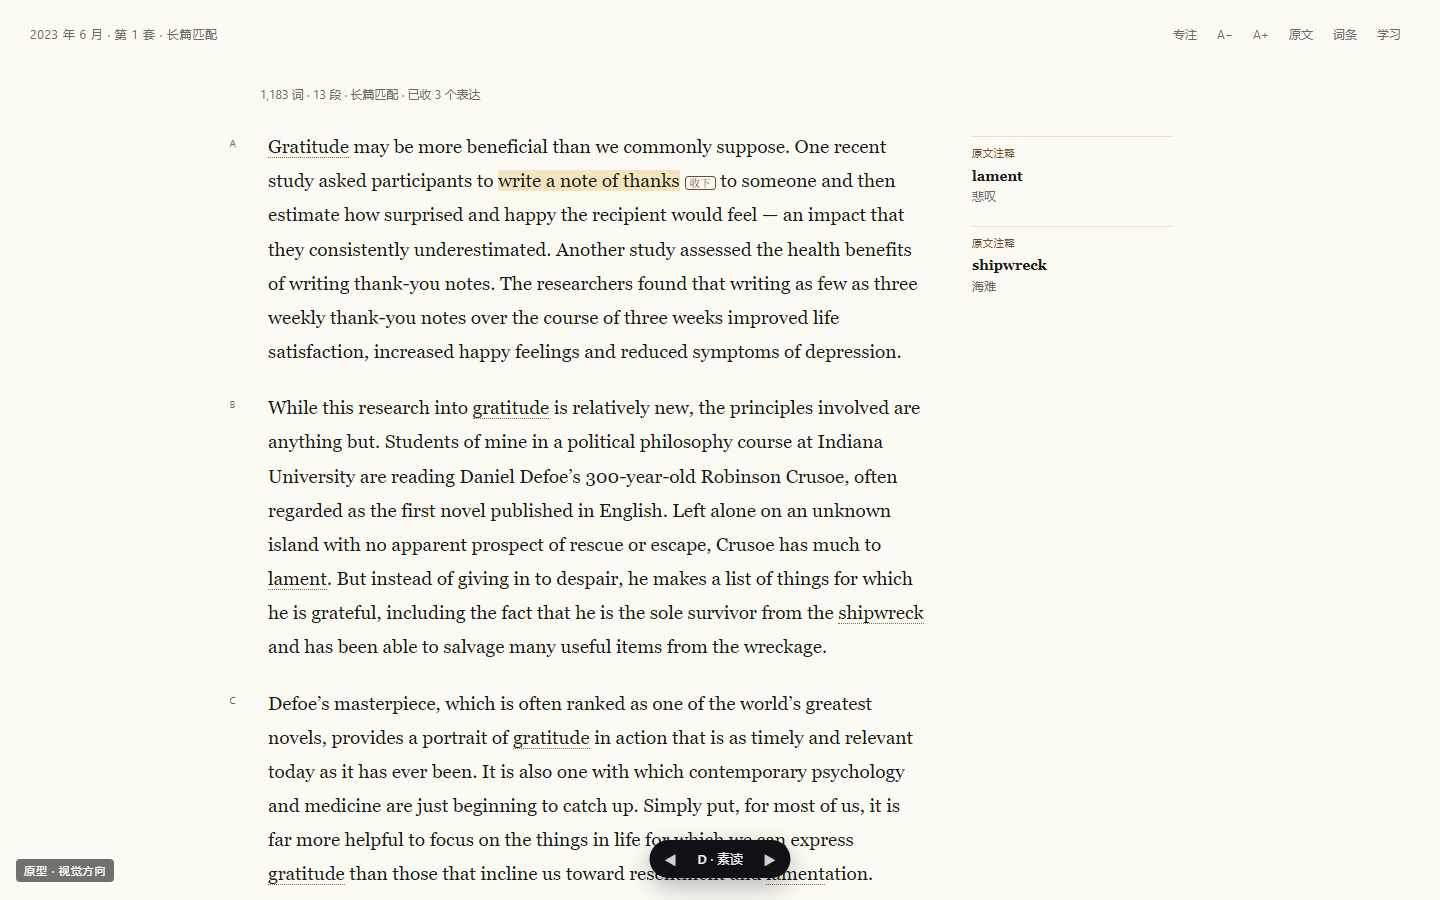 2023 年 6 月 · 第 1 套 · 长篇匹配
专注 A− A+ 原文 词条 学习
1,183 词 · 13 段 · 长篇匹配 · 已收 3 个表达
A
Gratitude may be more beneficial than we commonly suppose. One recent
study asked participants to write a note of thanks 收下 to someone and then
estimate how surprised and happy the recipient would feel — an impact that
they consistently underestimated. Another study assessed the health benefits
of writing thank-you notes. The researchers found that writing as few as three
weekly thank-you notes over the course of three weeks improved life
satisfaction, increased happy feelings and reduced symptoms of depression.
B
While this research into gratitude is relatively new, the principles involved are
anything but. Students of mine in a political philosophy course at Indiana
University are reading Daniel Defoe’s 300-year-old Robinson Crusoe, often
regarded as the first novel published in English. Left alone on an unknown
island with no apparent prospect of rescue or escape, Crusoe has much to
lament. But instead of giving in to despair, he makes a list of things for which
he is grateful, including the fact that he is the sole survivor from the shipwreck
and has been able to salvage many useful items from the wreckage.
C
Defoe’s masterpiece, which is often ranked as one of the world’s greatest
novels, provides a portrait of gratitude in action that is as timely and relevant
today as it has ever been. It is also one with which contemporary psychology
and medicine are just beginning to catch up. Simply put, for most of us, it is
far more helpful to focus on the things in life for which we can express
gratitude than those that incline us toward resentment and lamentation.
原文注释
lament
悲叹
原文注释
shipwreck
海难
原型 · 视觉方向
◀ D · 素读 ▶